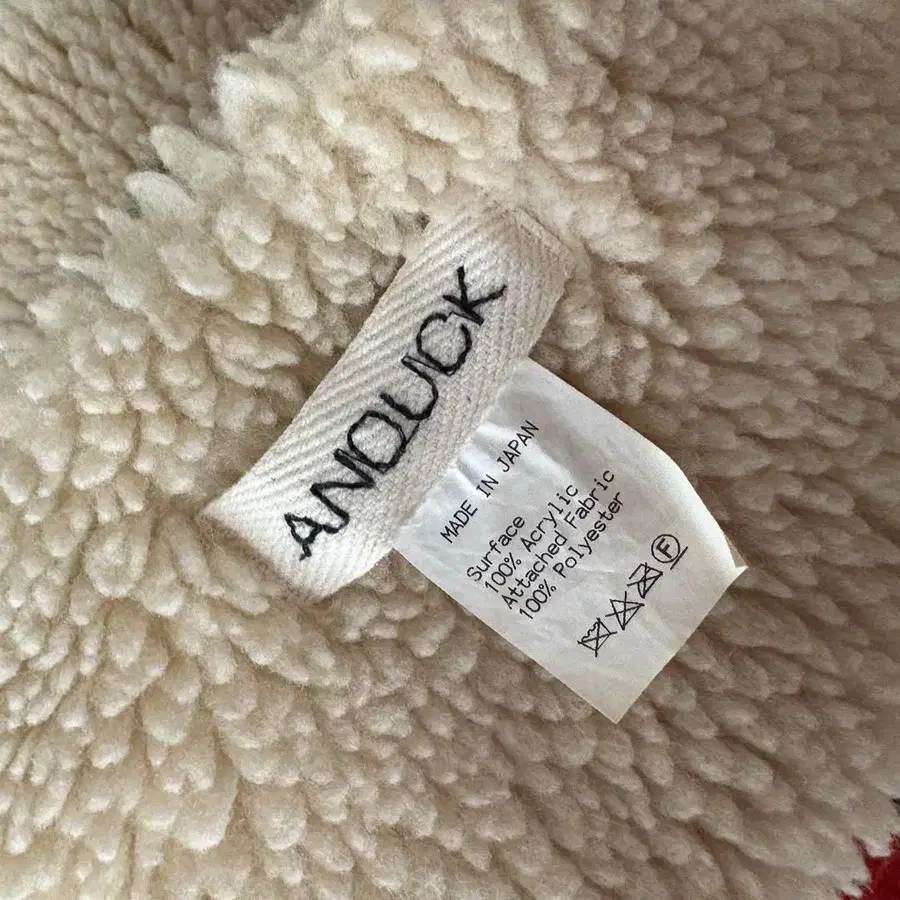 ANOUCK
MADE IN JAPAN
Surface
100% Acrylic
Attached Fabric
100% Polyester
F